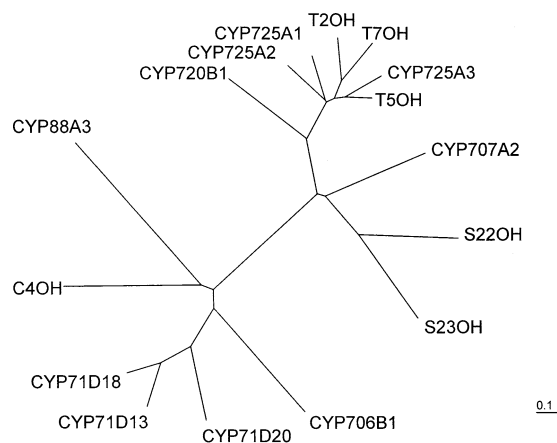 T2OH
CYP725A1
T7OH
CYP725A2
CYP720B1
CYP725A3
T5OH
CYP88A3
CYP707A2
S22OH
C4OH
S23OH
CYP71D18
0.1
CYP71D13
CYP706B1
CYP71D20